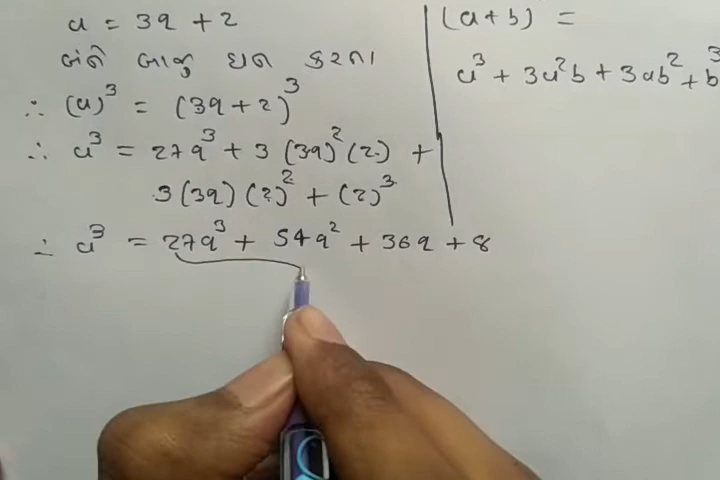 a = 3q + 2
બંને બાજુ ઘન કરતા
∴ (a)³ = (3q + 2)³
∴ a³ = 27q³ + 3 (3q)² (2) +
3 (3q) (2)² + (2)³
∴ a³ = 27q³ + 54q² + 36q + 8
(a + b) =
a³ + 3a²b + 3ab² + b³